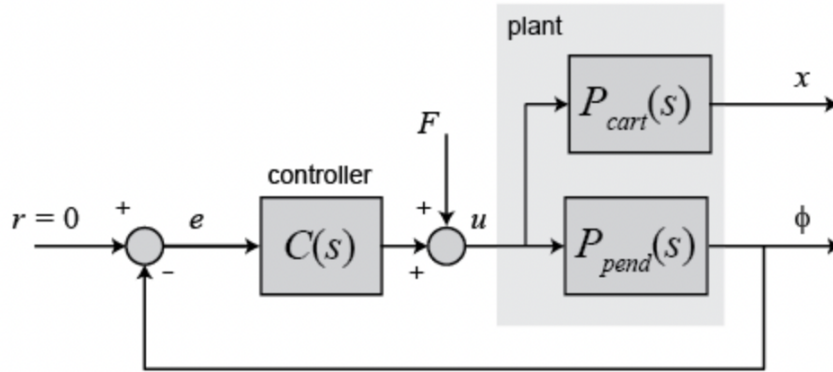 plant
P_cart(s)
x
F
controller
r = 0
+
e
C(s)
+
u
P_pend(s)
ϕ
−
+